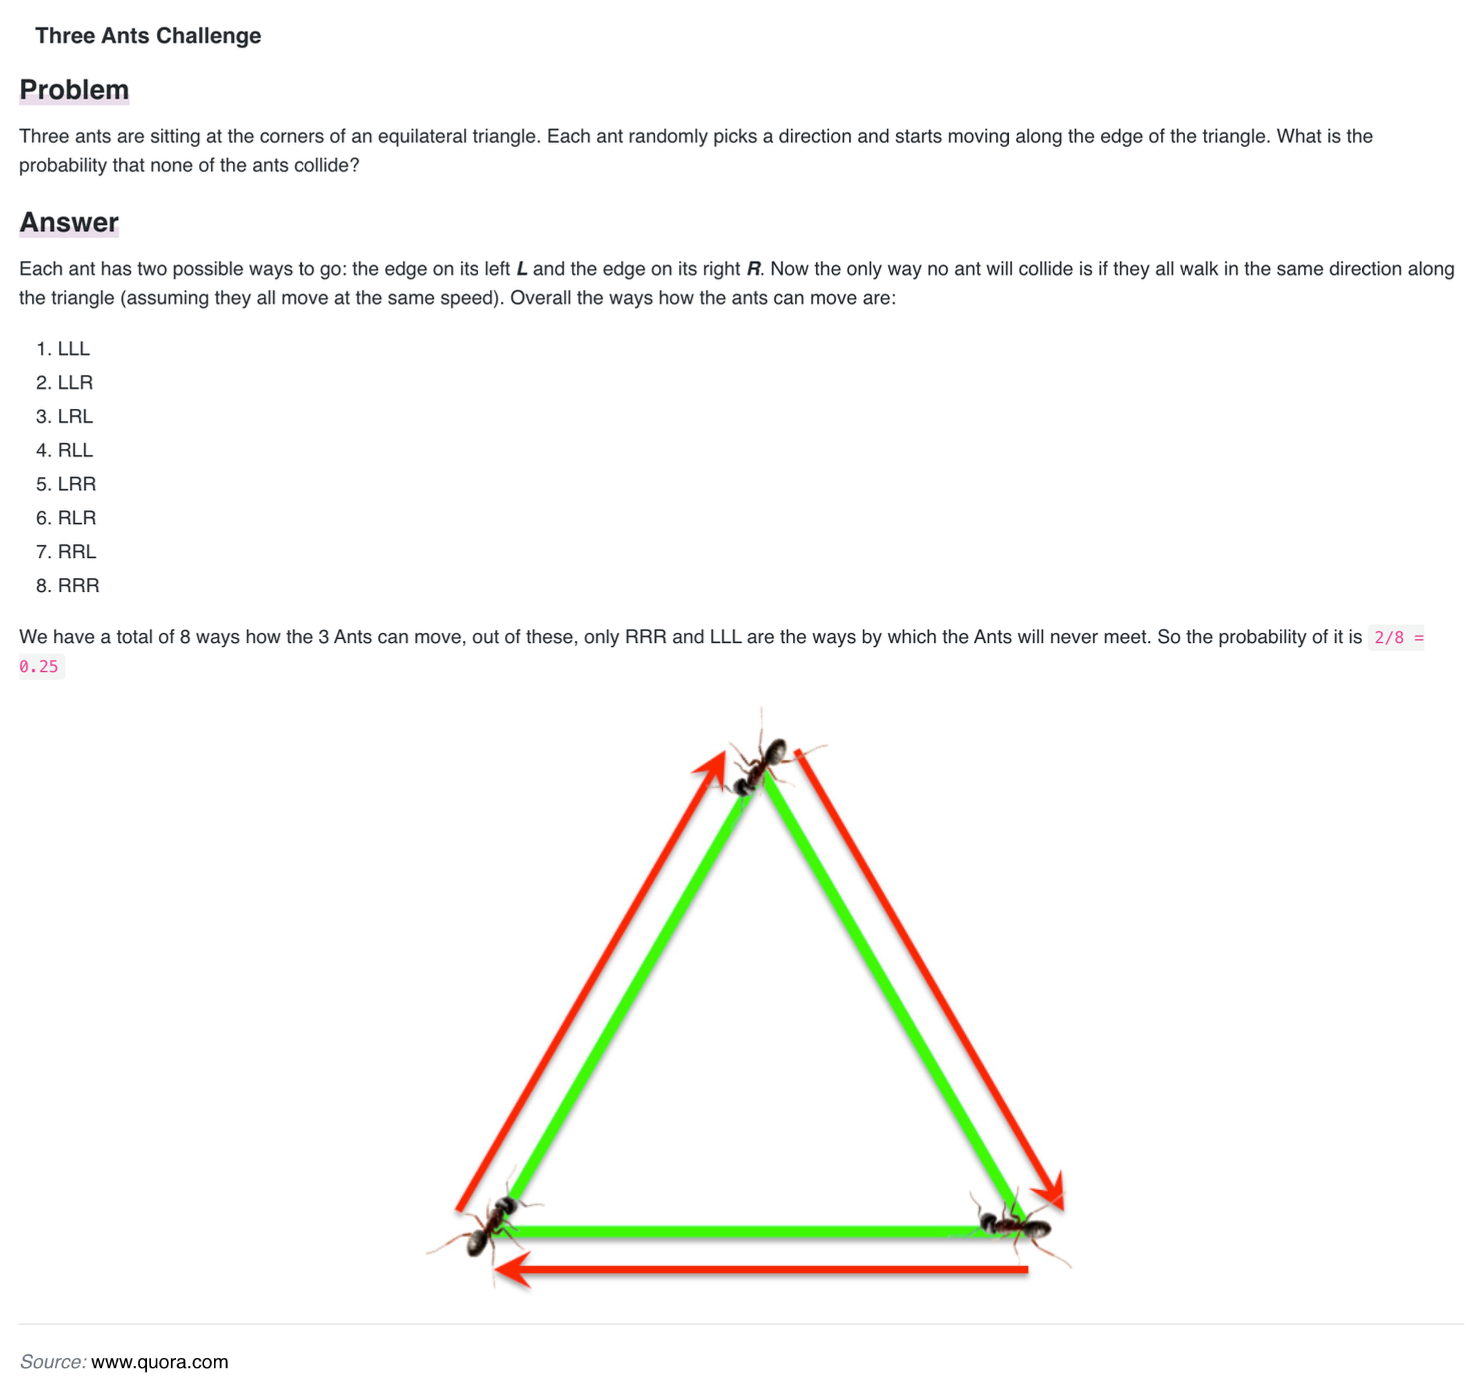 Three Ants Challenge
Problem
Three ants are sitting at the corners of an equilateral triangle. Each ant randomly picks a direction and starts moving along the edge of the triangle. What is the
probability that none of the ants collide?
Answer
Each ant has two possible ways to go: the edge on its left L and the edge on its right R. Now the only way no ant will collide is if they all walk in the same direction along
the triangle (assuming they all move at the same speed). Overall the ways how the ants can move are:
1. LLL
2. LLR
3. LRL
4. RLL
5. LRR
6. RLR
7. RRL
8. RRR
We have a total of 8 ways how the 3 Ants can move, out of these, only RRR and LLL are the ways by which the Ants will never meet. So the probability of it is 2/8 =
0.25
Source: www.quora.com